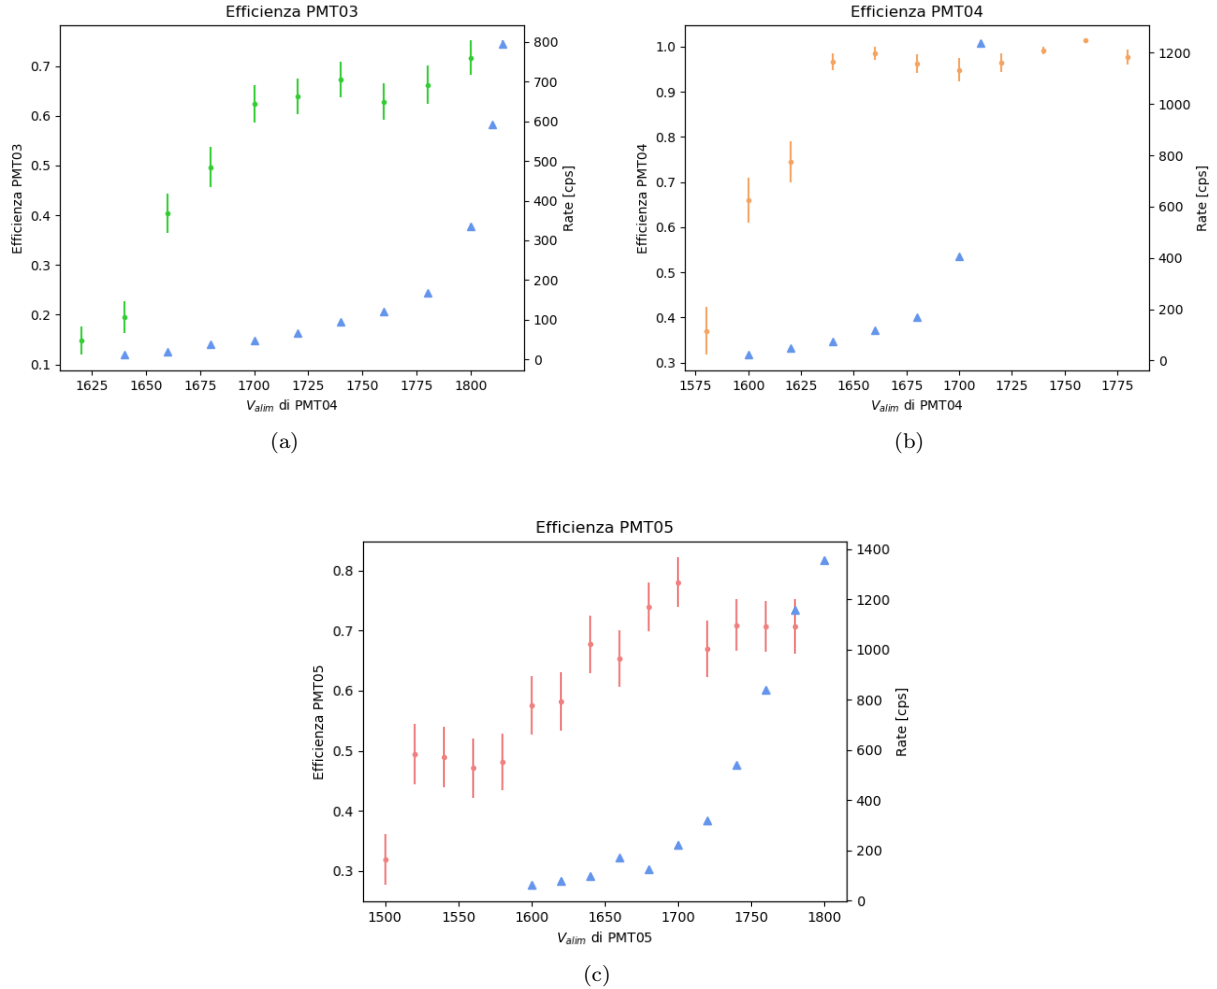 Efficienza PMT03
0.7
0.6
0.5
0.4
0.3
0.2
0.1
Efficienza PMT03
800
700
600
500
400
300
200
100
0
Rate [cps]
1625 1650 1675 1700 1725 1750 1775 1800
V_alim di PMT04
(a)
Efficienza PMT04
1.0
0.9
0.8
0.7
0.6
0.5
0.4
0.3
Efficienza PMT04
1200
1000
800
600
400
200
0
Rate [cps]
1575 1600 1625 1650 1675 1700 1725 1750 1775
V_alim di PMT04
(b)
Efficienza PMT05
0.8
0.7
0.6
0.5
0.4
0.3
Efficienza PMT05
1400
1200
1000
800
600
400
200
0
Rate [cps]
1500 1550 1600 1650 1700 1750 1800
V_alim di PMT05
(c)